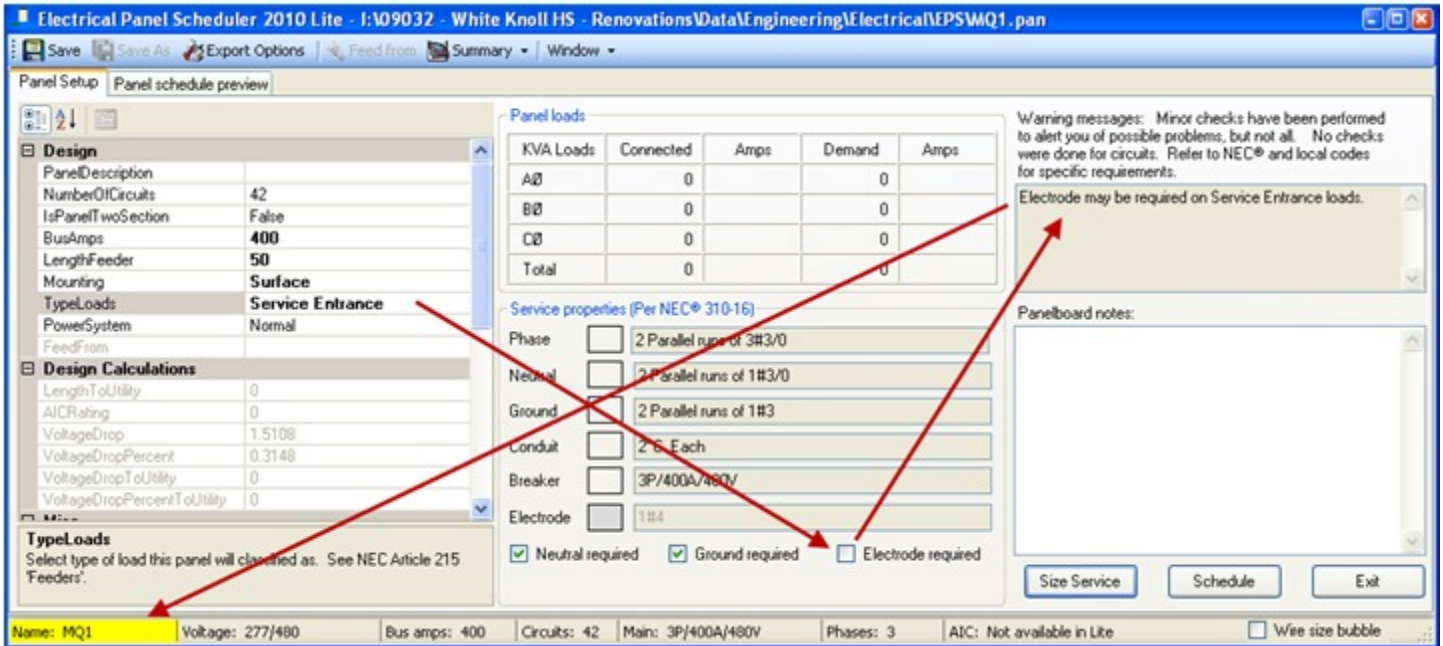 Electrical Panel Scheduler 2010 Lite - I:\09032 - White Knoll HS - Renovations\Data\Engineering\Electrical\EPS\MQ1.pan
Save Save As Export Options Feed from Summary Window
Panel Setup Panel schedule preview
Design
PanelDescription
NumberOfCircuits 42
IsPanelTwoSection False
BusAmps 400
LengthFeeder 50
Mounting Surface
TypeLoads Service Entrance
PowerSystem Normal
FeedFrom
Design Calculations
LengthToUtility 0
AICRating 0
VoltageDrop 1.5108
VoltageDropPercent 0.3148
VoltageDropToUtility 0
VoltageDropPercentToUtility 0
Misc
TypeLoads
Select type of load this panel will classified as. See NEC Article 215
'Feeders'.
Panel loads
KVA Loads Connected Amps Demand Amps
AØ 0 0
BØ 0 0
CØ 0 0
Total 0 0
Service properties (Per NEC® 310-16)
Phase 2 Parallel runs of 3#3/0
Neutral 2 Parallel runs of 1#3/0
Ground 2 Parallel runs of 1#3
Conduit 2"C. Each
Breaker 3P/400A/480V
Electrode 1#4
Neutral required Ground required Electrode required
Warning messages: Minor checks have been performed
to alert you of possible problems, but not all. No checks
were done for circuits. Refer to NEC® and local codes
for specific requirements.
Electrode may be required on Service Entrance loads.
Panelboard notes:
Size Service Schedule Exit
Name: MQ1 Voltage: 277/480 Bus amps: 400 Circuits: 42 Main: 3P/400A/480V Phases: 3 AIC: Not available in Lite Wire size bubble